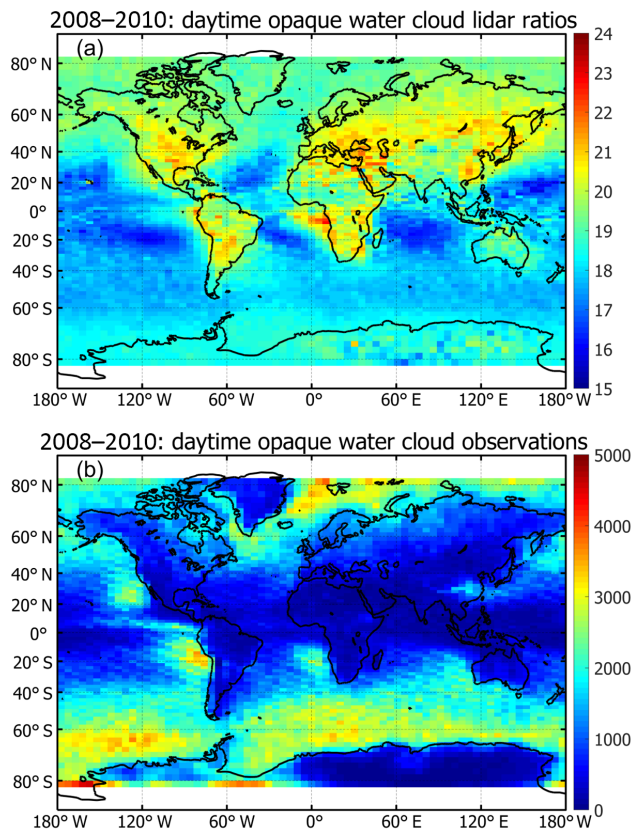 2008–2010: daytime opaque water cloud lidar ratios
(a)
80° N
60° N
40° N
20° N
0°
20° S
40° S
60° S
80° S
180° W 120° W 60° W 0° 60° E 120° E 180° W
24
23
22
21
20
19
18
17
16
15
2008–2010: daytime opaque water cloud observations
(b)
80° N
60° N
40° N
20° N
0°
20° S
40° S
60° S
80° S
180° W 120° W 60° W 0° 60° E 120° E 180° W
5000
4000
3000
2000
1000
0